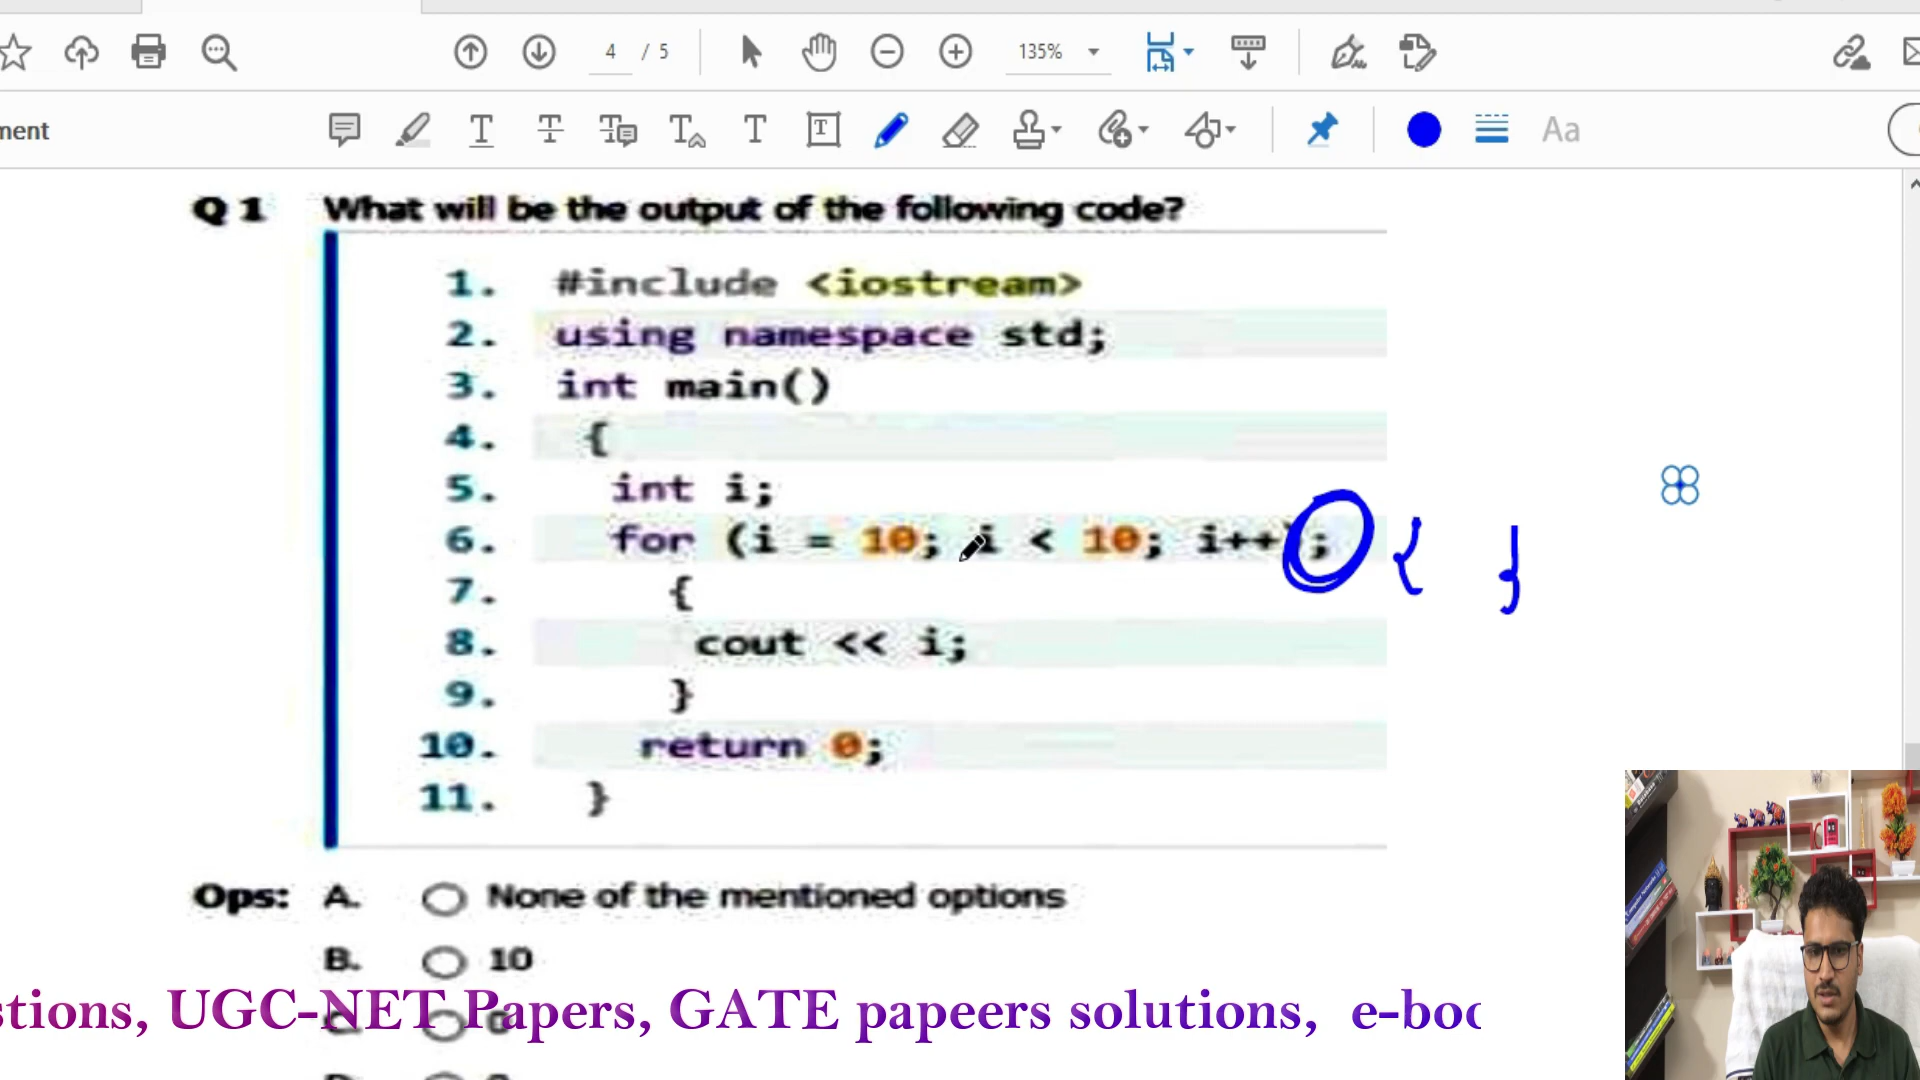 4 / 5
135%
ment
Aa
Q 1 What will be the output of the following code?
1. #include <iostream>
2. using namespace std;
3. int main()
4. {
5. int i;
6. for (i = 10; i < 10; i++);
{ }
7. {
8. cout << i;
9. }
10. return 0;
11. }
Ops: A. None of the mentioned options
B. 10
stions, UGC-NET Papers, GATE papeers solutions, e-boo